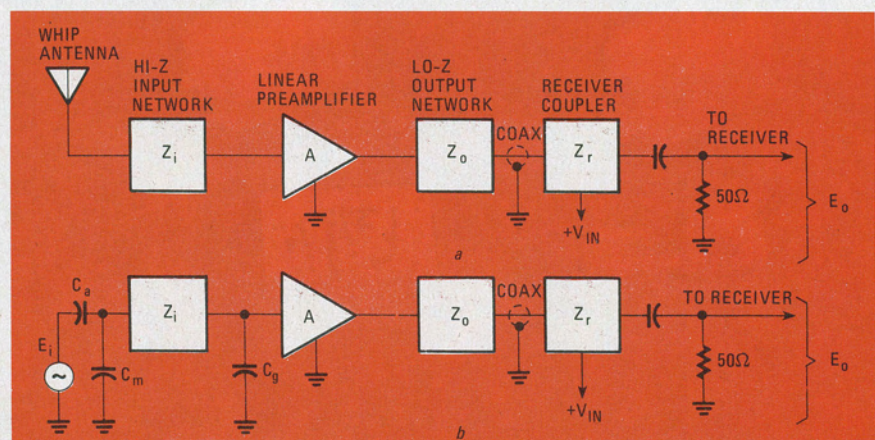 WHIP
ANTENNA
HI-Z
INPUT
NETWORK
LINEAR
PREAMPLIFIER
LO-Z
OUTPUT
NETWORK
RECEIVER
COUPLER
TO
RECEIVER
COAX
Zi
A
Zo
Zr
50Ω
Eo
+VIN
a
Ca
Ei
Cm
Zi
Cg
A
Zo
COAX
Zr
TO RECEIVER
50Ω
Eo
+VIN
b